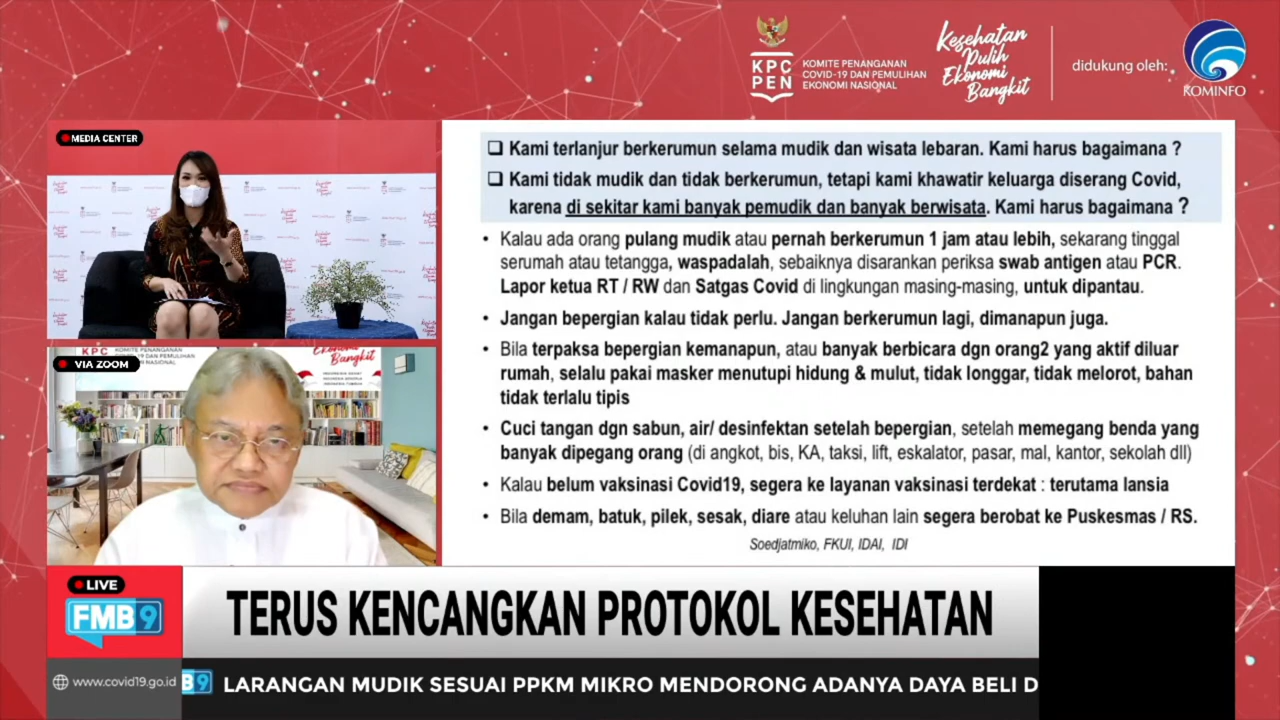 KPC PEN
KOMITE PENANGANAN
COVID-19 DAN PEMULIHAN
EKONOMI NASIONAL
Kesehatan
Pulih
Ekonomi
Bangkit
didukung oleh:
KOMINFO
MEDIA CENTER
VIA ZOOM
KPC
KOMITE PENANGANAN
Ekonomi
Bangkit
❑ Kami terlanjur berkerumun selama mudik dan wisata lebaran. Kami harus bagaimana ?
❑ Kami tidak mudik dan tidak berkerumun, tetapi kami khawatir keluarga diserang Covid,
karena di sekitar kami banyak pemudik dan banyak berwisata. Kami harus bagaimana ?
• Kalau ada orang pulang mudik atau pernah berkerumun 1 jam atau lebih, sekarang tinggal
serumah atau tetangga, waspadalah, sebaiknya disarankan periksa swab antigen atau PCR.
Lapor ketua RT / RW dan Satgas Covid di lingkungan masing-masing, untuk dipantau.
• Jangan bepergian kalau tidak perlu. Jangan berkerumun lagi, dimanapun juga.
• Bila terpaksa bepergian kemanapun, atau banyak berbicara dgn orang2 yang aktif diluar
rumah, selalu pakai masker menutupi hidung & mulut, tidak longgar, tidak melorot, bahan
tidak terlalu tipis
• Cuci tangan dgn sabun, air/ desinfektan setelah bepergian, setelah memegang benda yang
banyak dipegang orang (di angkot, bis, KA, taksi, lift, eskalator, pasar, mal, kantor, sekolah dll)
• Kalau belum vaksinasi Covid19, segera ke layanan vaksinasi terdekat : terutama lansia
• Bila demam, batuk, pilek, sesak, diare atau keluhan lain segera berobat ke Puskesmas / RS.
Soedjatmiko, FKUI, IDAI, IDI
LIVE
FMB9
TERUS KENCANGKAN PROTOKOL KESEHATAN
www.covid19.go.id
B9
LARANGAN MUDIK SESUAI PPKM MIKRO MENDORONG ADANYA DAYA BELI D